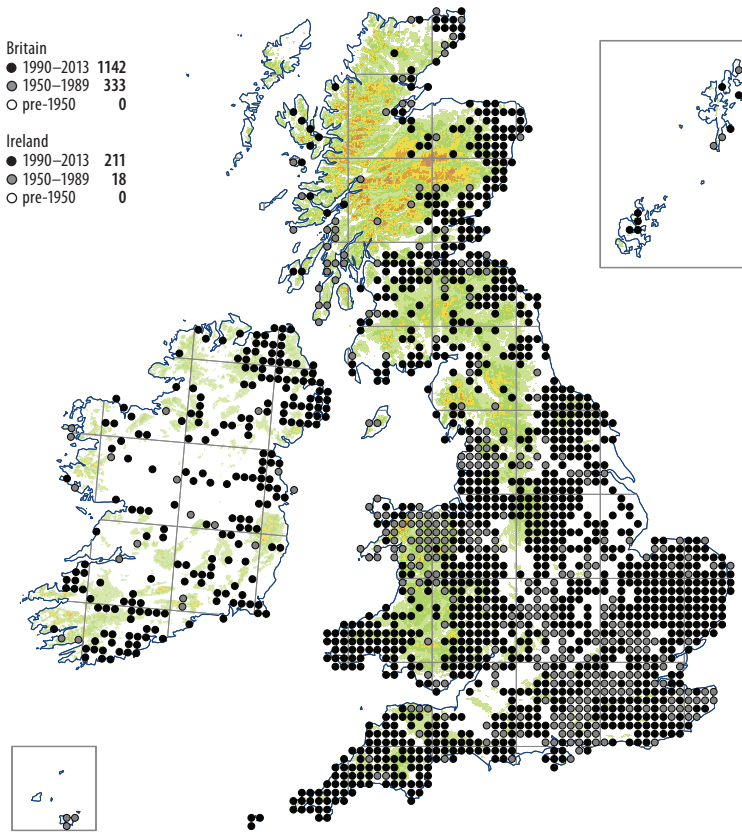 Britain
● 1990–2013 1142
● 1950–1989 333
○ pre-1950 0
Ireland
● 1990–2013 211
● 1950–1989 18
○ pre-1950 0